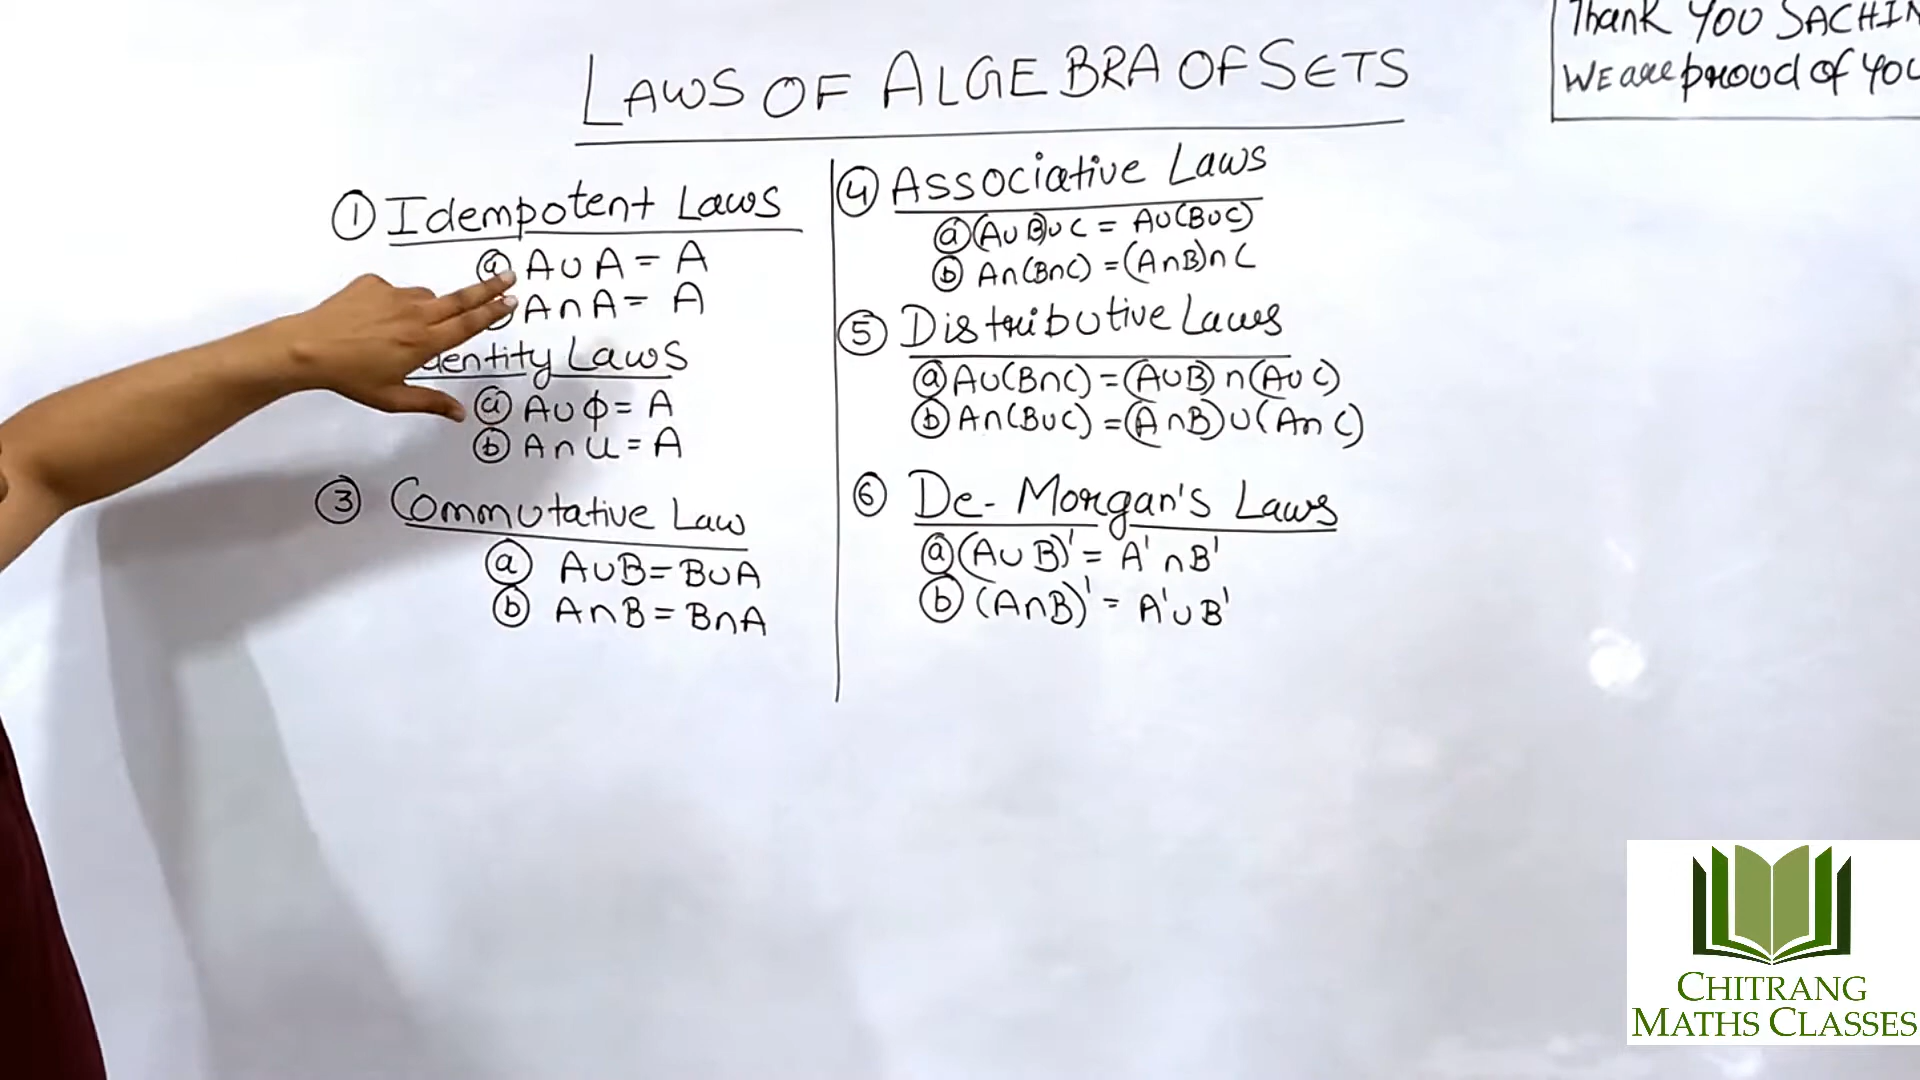 LAWS OF ALGEBRA OF SETS
Thank YOU SACHIN
WE are proud of YOU
① Idempotent Laws
ⓐ A∪A = A
A∩A = A
dentity Laws
ⓐ A∪ϕ = A
ⓑ A∩U = A
③ Commutative Law
ⓐ A∪B = B∪A
ⓑ A∩B = B∩A
④ Associative Laws
ⓐ (A∪B)∪C = A∪(B∪C)
ⓑ A∩(B∩C) = (A∩B)∩C
⑤ Distributive Laws
ⓐ A∪(B∩C) = (A∪B)∩(A∪C)
ⓑ A∩(B∪C) = (A∩B)∪(A∩C)
⑥ De-Morgan's Laws
ⓐ (A∪B)' = A'∩B'
ⓑ (A∩B)' = A'∪B'
CHITRANG
MATHS CLASSES